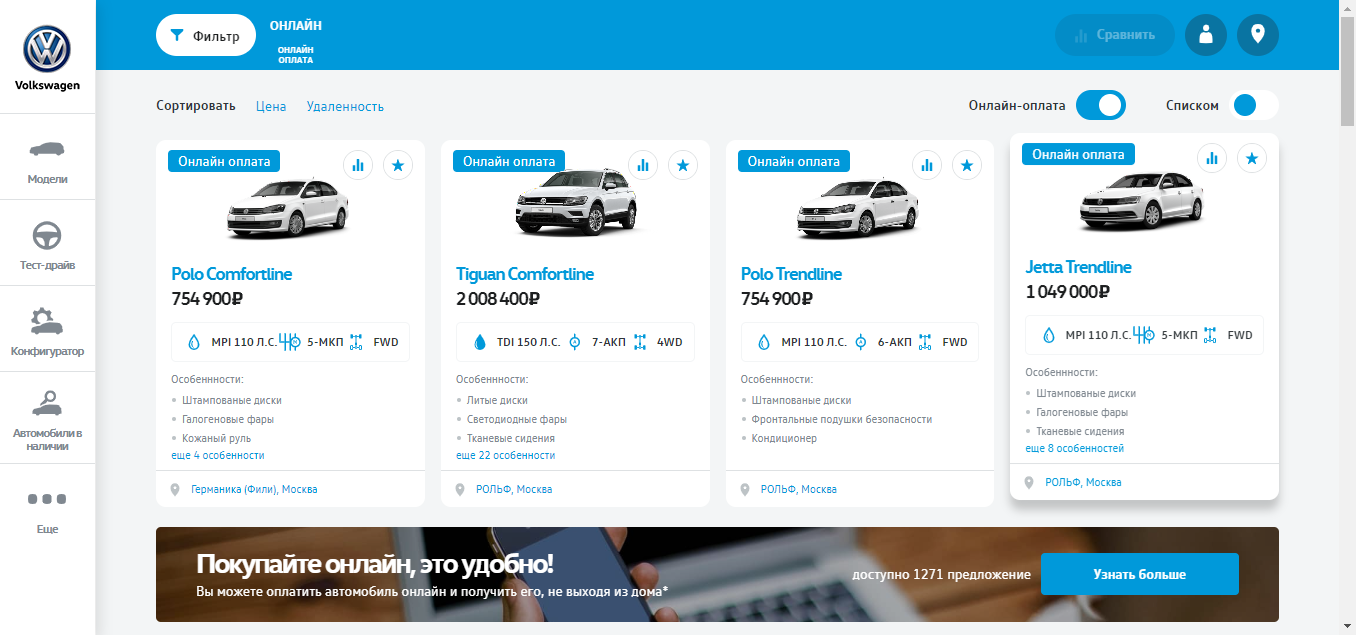 Volkswagen
Модели
Тест-драйв
Конфигуратор
Автомобили в
наличии
Еще
Фильтр
ОНЛАЙН
ОНЛАЙН
ОПЛАТА
Сравнить
Сортировать Цена Удаленность
Онлайн-оплата Списком
Онлайн оплата
Polo Comfortline
754 900₽
MPI 110 Л.С. 5-МКП FWD
Особеннности:
Штампованые диски
Галогеновые фары
Кожаный руль
еще 4 особенности
Германика (Фили), Москва
Онлайн оплата
Tiguan Comfortline
2 008 400₽
TDI 150 Л.С. 7-АКП 4WD
Особеннности:
Литые диски
Светодиодные фары
Тканевые сидения
еще 22 особенности
РОЛЬФ, Москва
Онлайн оплата
Polo Trendline
754 900₽
MPI 110 Л.С. 6-АКП FWD
Особеннности:
Штампованые диски
Фронтальные подушки безопасности
Кондиционер
РОЛЬФ, Москва
Онлайн оплата
Jetta Trendline
1 049 000₽
MPI 110 Л.С. 5-МКП FWD
Особеннности:
Штампованые диски
Галогеновые фары
Тканевые сидения
еще 8 особенностей
РОЛЬФ, Москва
Покупайте онлайн, это удобно!
Вы можете оплатить автомобиль онлайн и получить его, не выходя из дома*
доступно 1271 предложение
Узнать больше